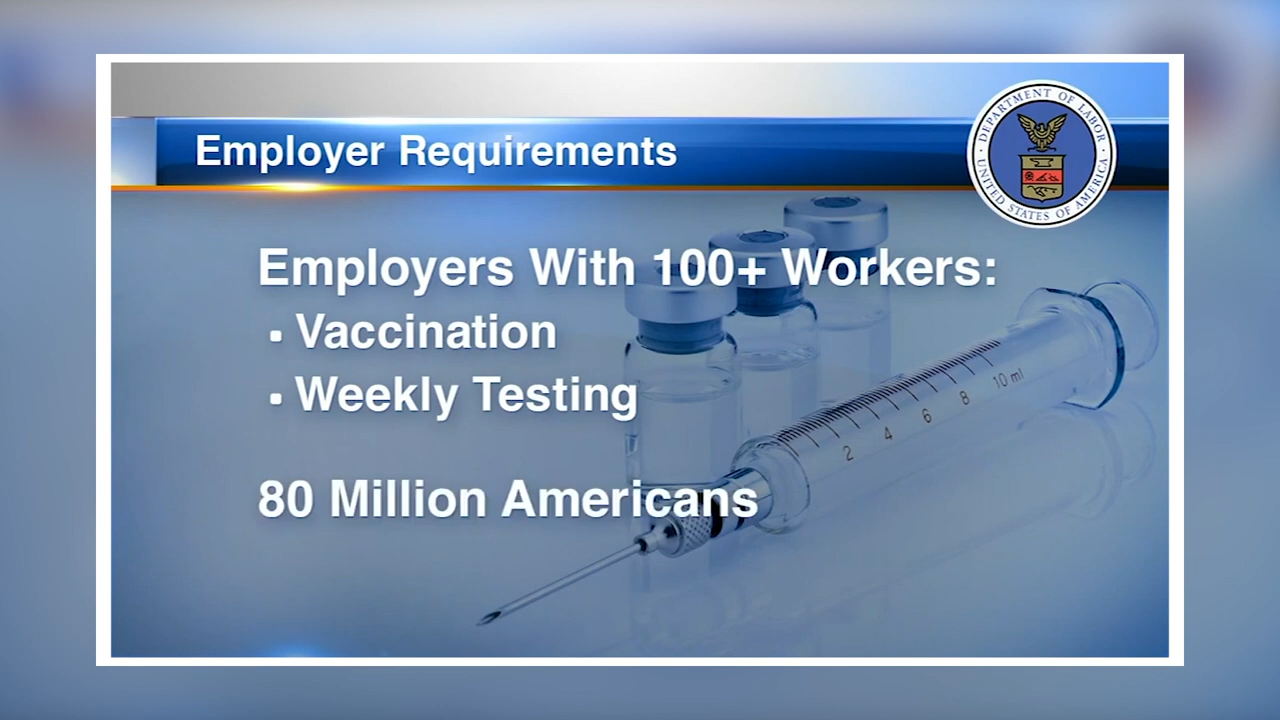 Employer Requirements
DEPARTMENT OF LABOR
UNITED STATES OF AMERICA
Employers With 100+ Workers:
▪ Vaccination
▪ Weekly Testing
80 Million Americans
10 ml
8
6
4
2